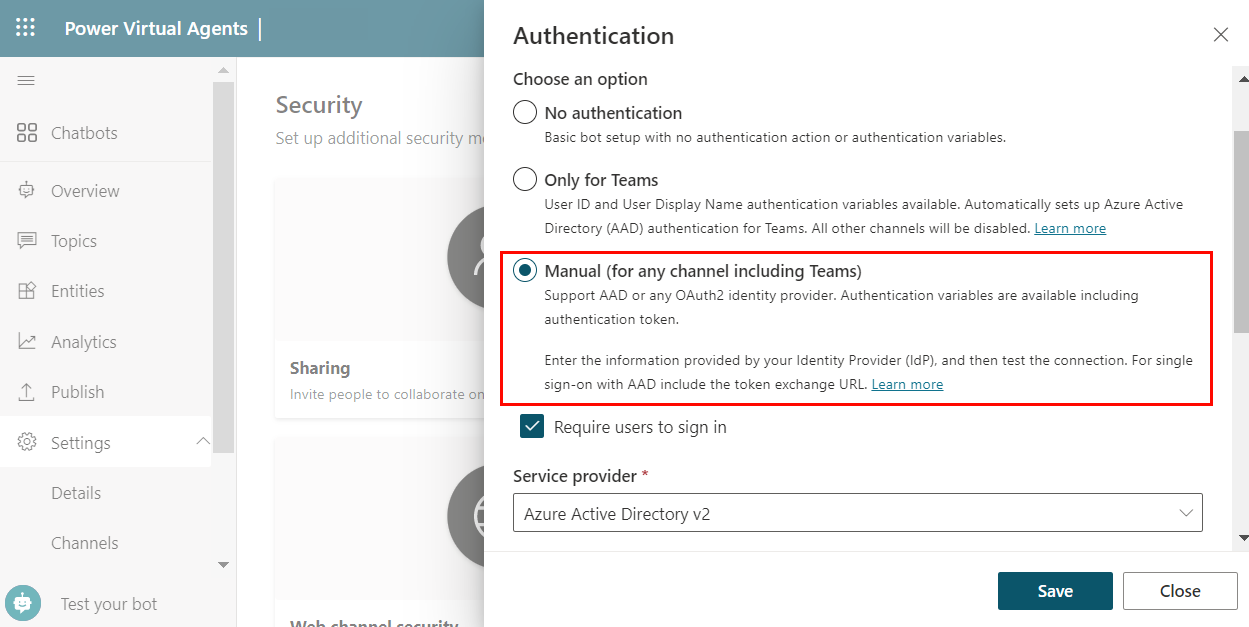 Power Virtual Agents
Chatbots
Overview
Topics
Entities
Analytics
Publish
Settings
Details
Channels
Test your bot
Security
Set up additional security m
Sharing
Invite people to collaborate on
Web channel security
Authentication
Choose an option
No authentication
Basic bot setup with no authentication action or authentication variables.
Only for Teams
User ID and User Display Name authentication variables available. Automatically sets up Azure Active
Directory (AAD) authentication for Teams. All other channels will be disabled. Learn more
Manual (for any channel including Teams)
Support AAD or any OAuth2 identity provider. Authentication variables are available including
authentication token.
Enter the information provided by your Identity Provider (IdP), and then test the connection. For single
sign-on with AAD include the token exchange URL. Learn more
Require users to sign in
Service provider *
Azure Active Directory v2
Save
Close